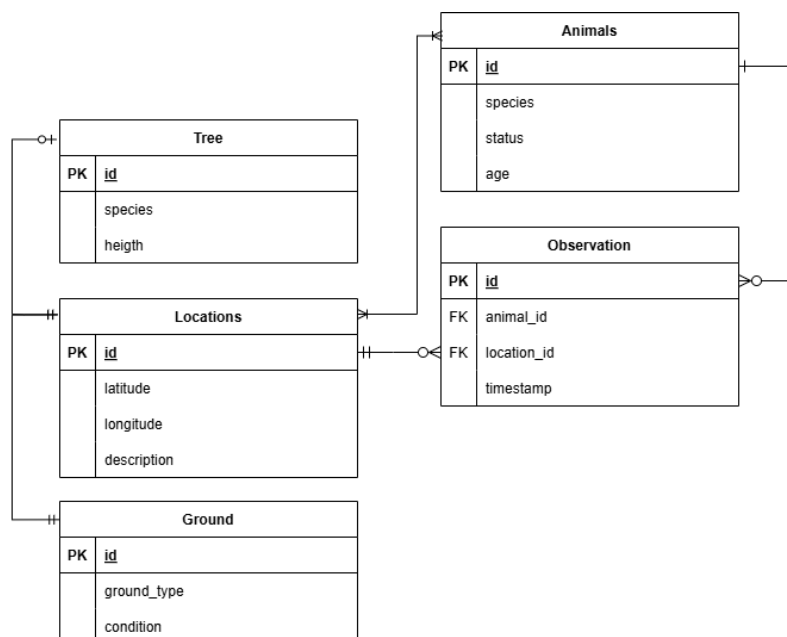 Animals
PK id
species
status
age
Tree
PK id
species
heigth
Observation
PK id
FK animal_id
FK location_id
timestamp
Locations
PK id
latitude
longitude
description
Ground
PK id
ground_type
condition